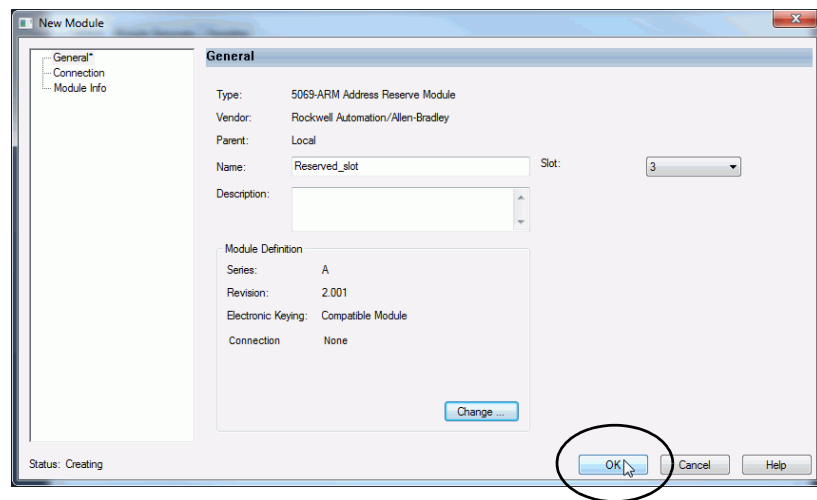 New Module
General*
Connection
Module Info
General
Type: 5069-ARM Address Reserve Module
Vendor: Rockwell Automation/Allen-Bradley
Parent: Local
Name: Reserved_slot Slot: 3
Description:
Module Definition
Series: A
Revision: 2.001
Electronic Keying: Compatible Module
Connection None
Change ...
Status: Creating
OK Cancel Help